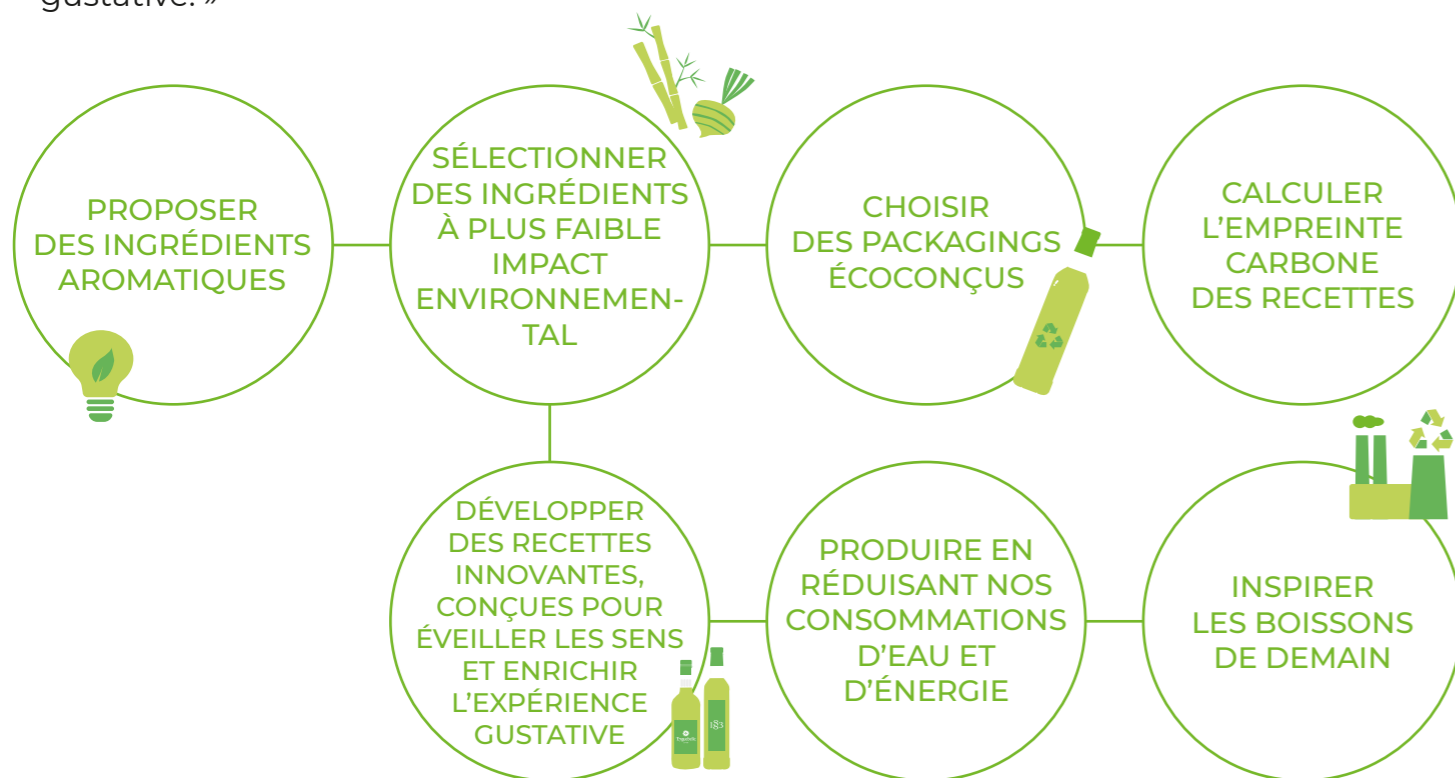 gustative. »
PROPOSER
DES INGRÉDIENTS
AROMATIQUES
SÉLECTIONNER
DES INGRÉDIENTS
À PLUS FAIBLE
IMPACT
ENVIRONNEMEN-
TAL
CHOISIR
DES PACKAGINGS
ÉCOCONÇUS
CALCULER
L’EMPREINTE
CARBONE
DES RECETTES
DÉVELOPPER
DES RECETTES
INNOVANTES,
CONÇUES POUR
ÉVEILLER LES SENS
ET ENRICHIR
L’EXPÉRIENCE
GUSTATIVE
1883
PRODUIRE EN
RÉDUISANT NOS
CONSOMMATIONS
D’EAU ET
D’ÉNERGIE
INSPIRER
LES BOISSONS
DE DEMAIN